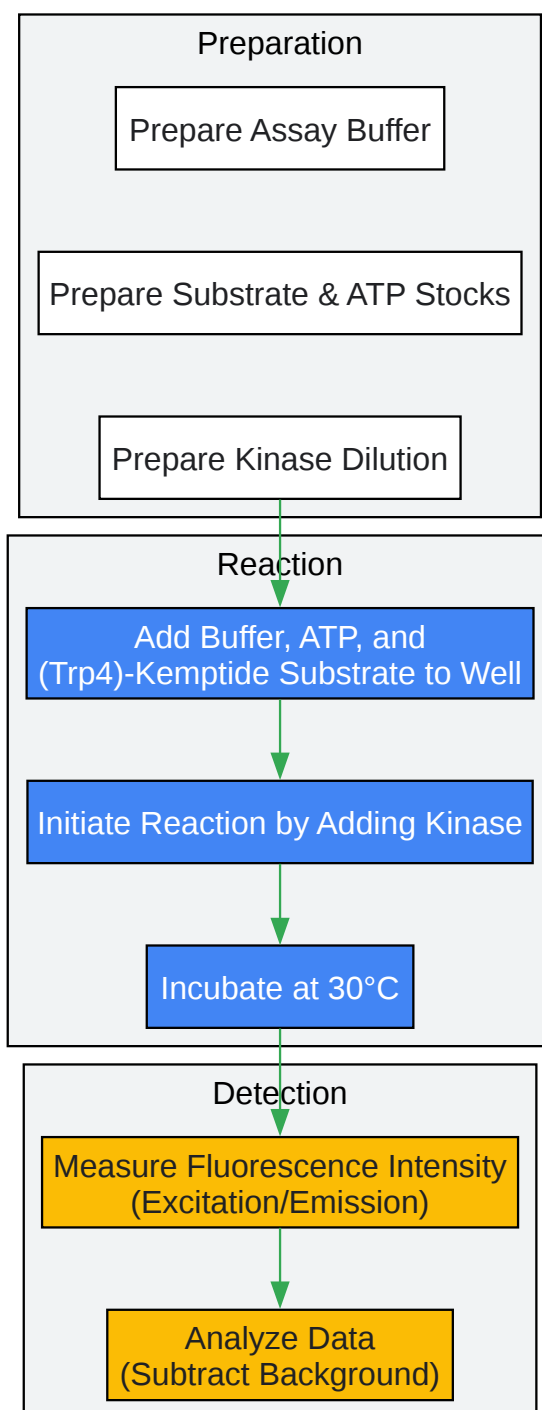 Preparation
Prepare Assay Buffer
Prepare Substrate & ATP Stocks
Prepare Kinase Dilution
Reaction
Add Buffer, ATP, and
(Trp4)-Kemptide Substrate to Well
Initiate Reaction by Adding Kinase
Incubate at 30°C
Detection
Measure Fluorescence Intensity
(Excitation/Emission)
Analyze Data
(Subtract Background)